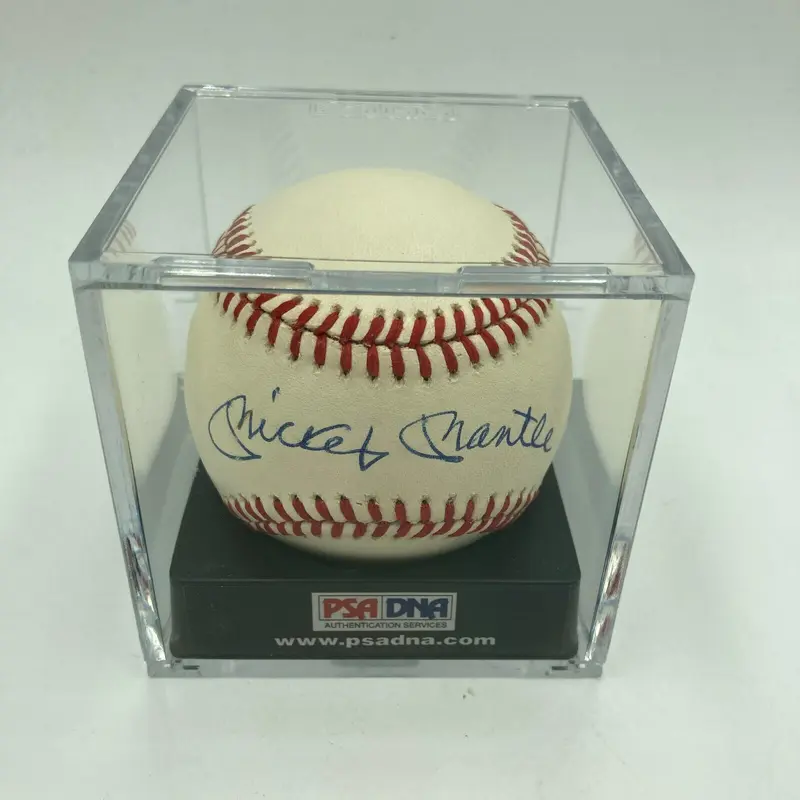 Mickey Mantle
PSA DNA
AUTHENTICATION SERVICES
www.psadna.com